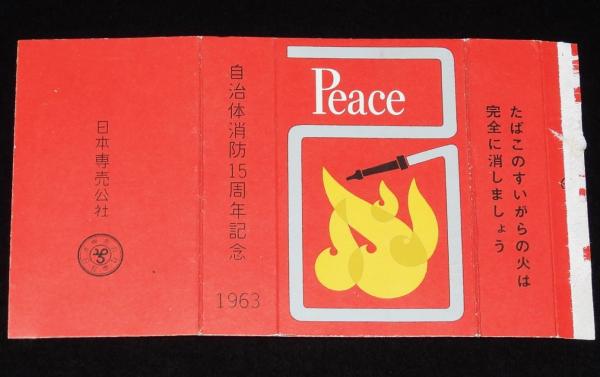 日本専売公社
自治体消防15周年記念
1963
Peace
たばこのすいがらの火は
完全に消しましょう